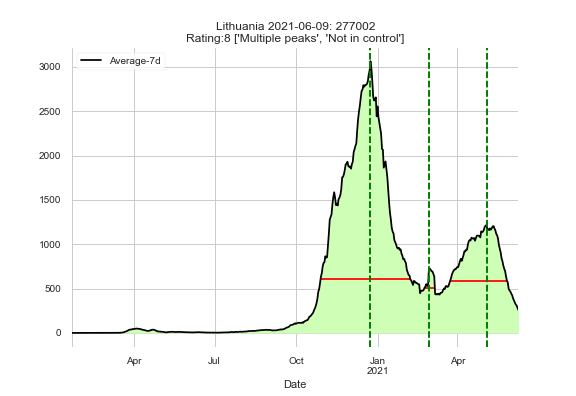 Lithuania 2021-06-09: 277002
Rating:8 ['Multiple peaks', 'Not in control']
Average-7d
3000
2500
2000
1500
1000
500
0
Apr
Jul
Oct
Jan
2021
Apr
Date